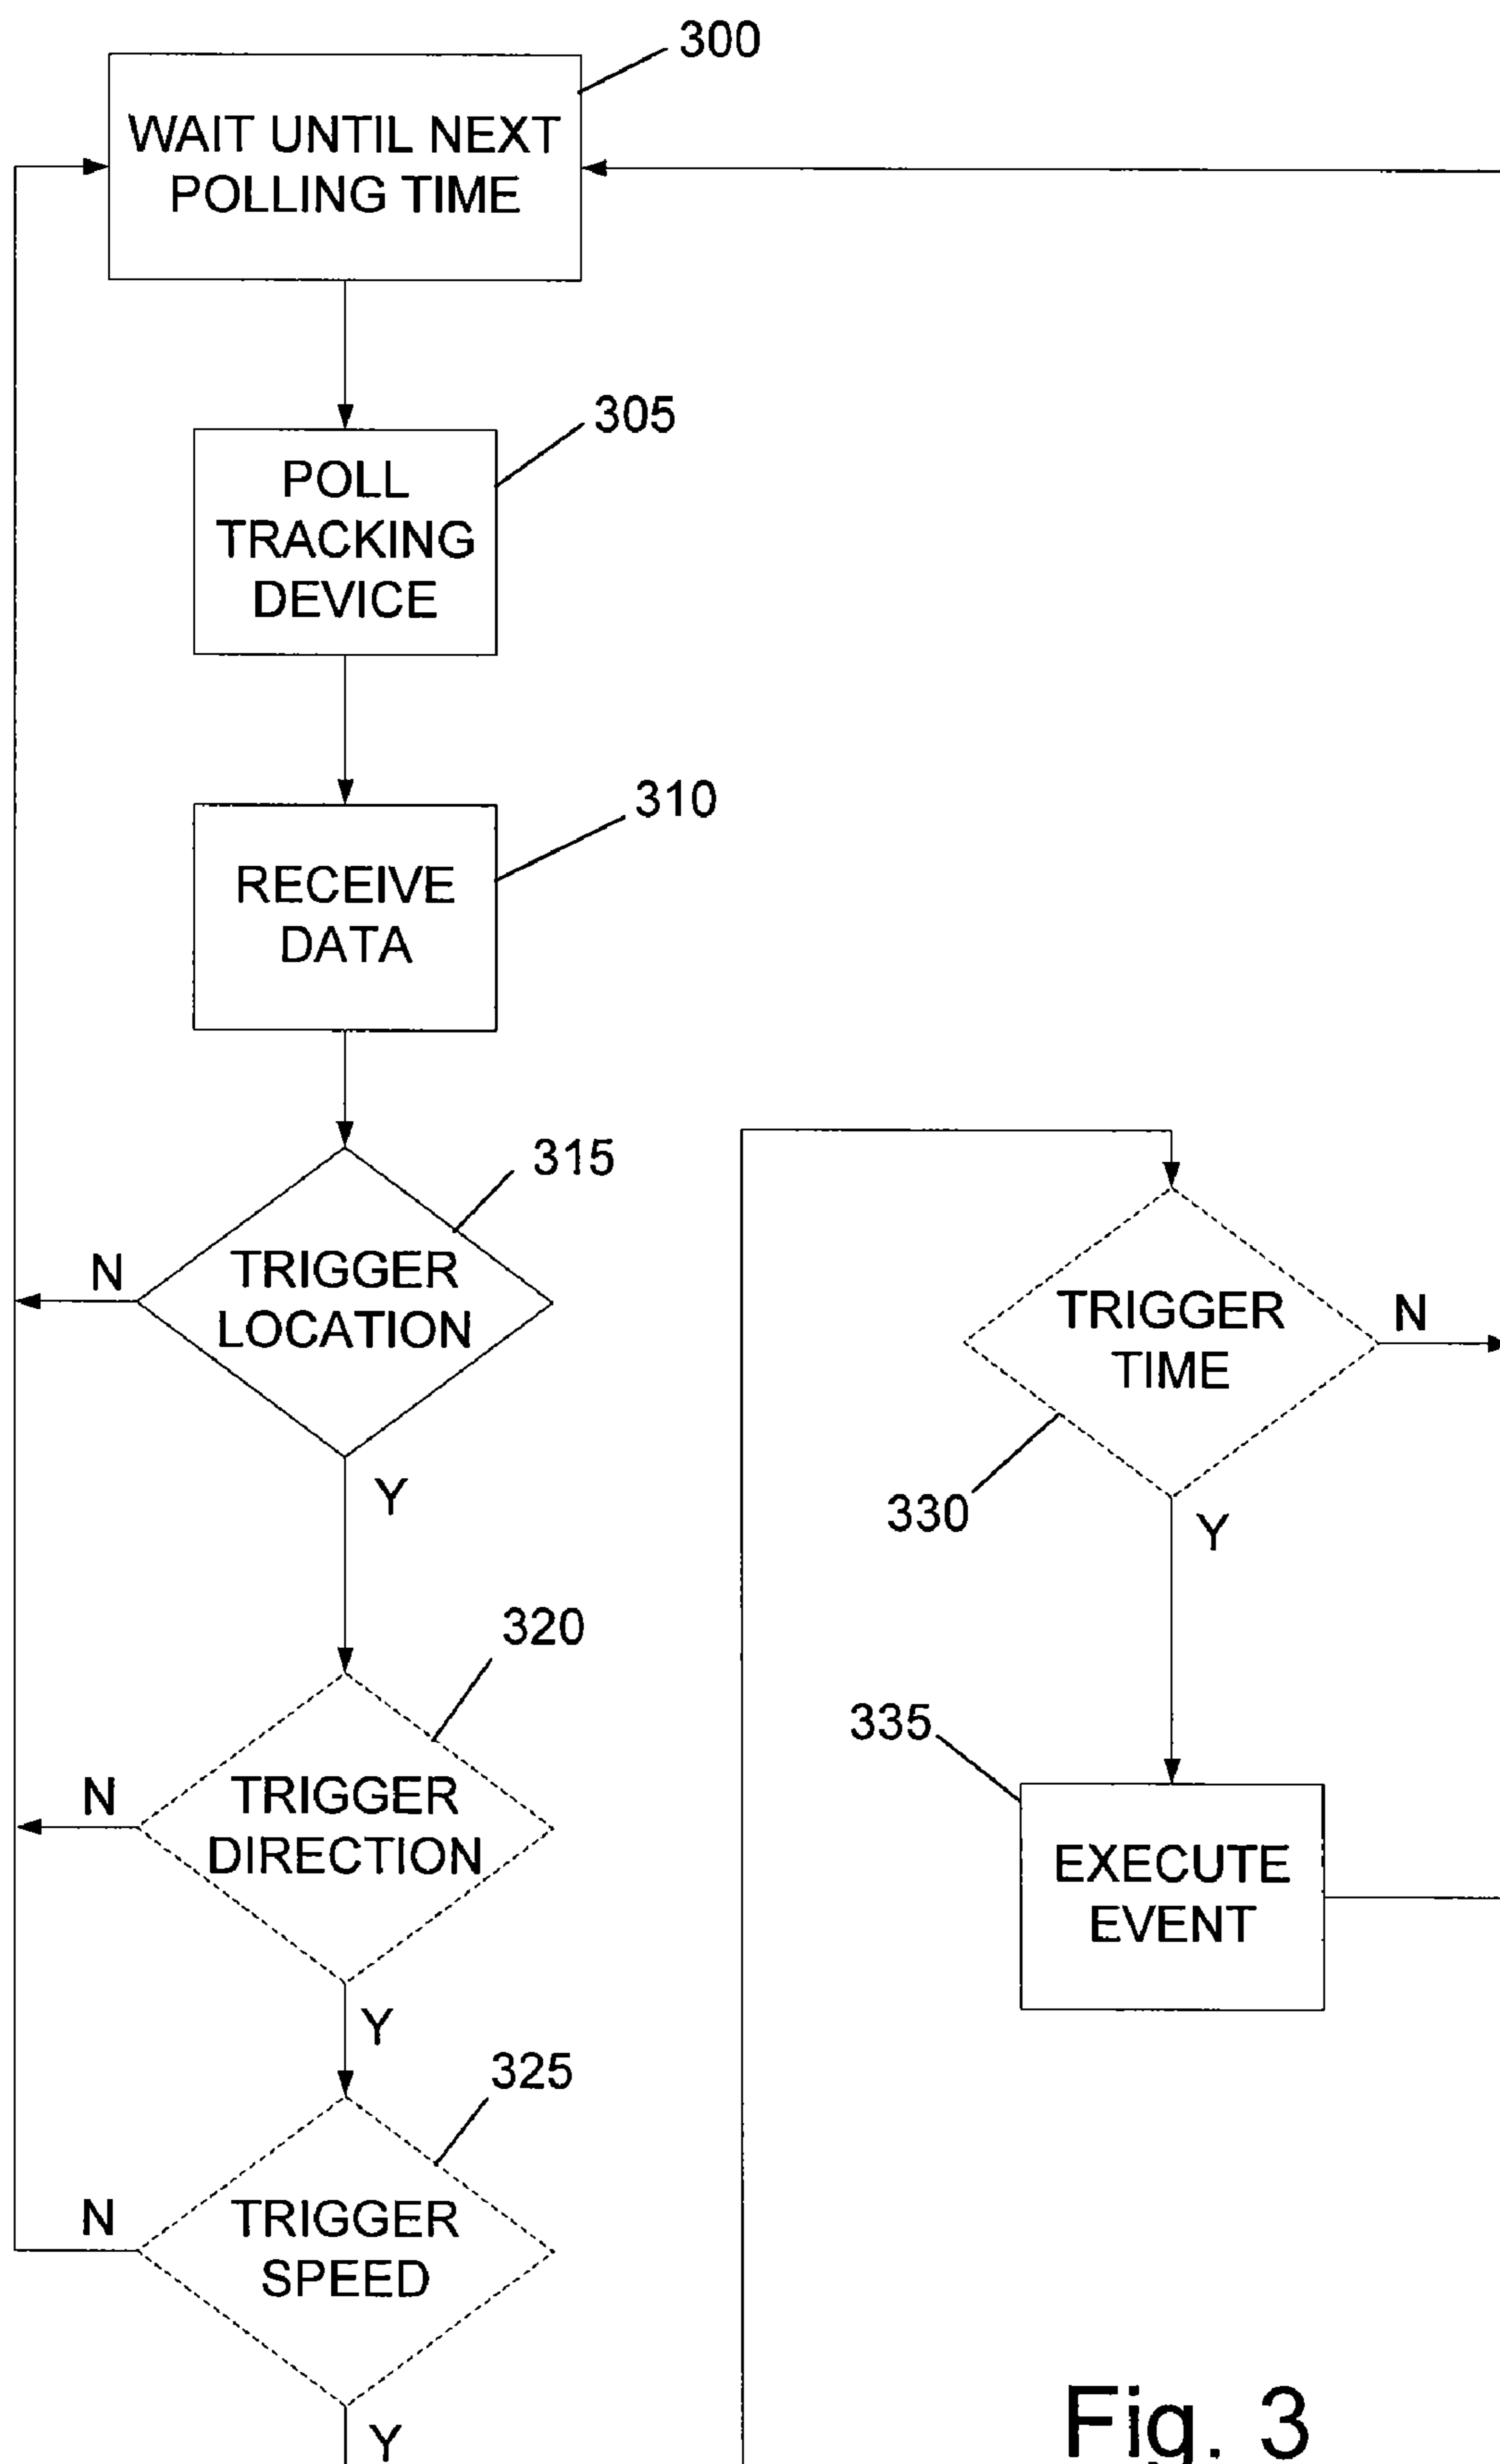 300
WAIT UNTIL NEXT
POLLING TIME
305
POLL
TRACKING
DEVICE
310
RECEIVE
DATA
315
TRIGGER
LOCATION
N
Y
320
TRIGGER
DIRECTION
N
Y
325
TRIGGER
SPEED
N
Y
TRIGGER
TIME
N
330
Y
335
EXECUTE
EVENT
Fig. 3